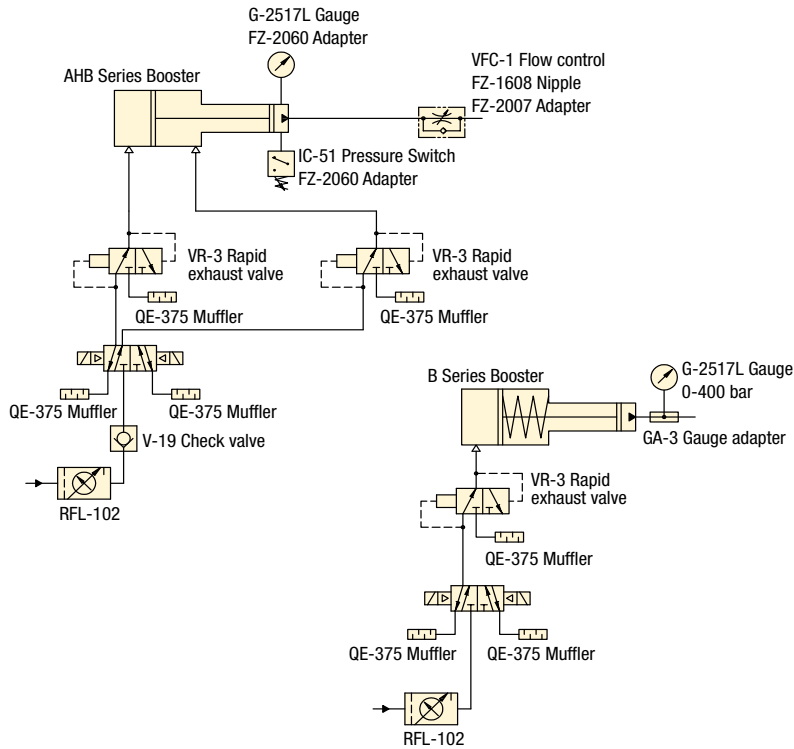 G-2517L Gauge
FZ-2060 Adapter
VFC-1 Flow control
FZ-1608 Nipple
FZ-2007 Adapter
AHB Series Booster
IC-51 Pressure Switch
FZ-2060 Adapter
VR-3 Rapid
exhaust valve
VR-3 Rapid
exhaust valve
QE-375 Muffler
QE-375 Muffler
QE-375 Muffler
QE-375 Muffler
V-19 Check valve
RFL-102
B Series Booster
G-2517L Gauge
0-400 bar
GA-3 Gauge adapter
VR-3 Rapid
exhaust valve
QE-375 Muffler
QE-375 Muffler
QE-375 Muffler
RFL-102